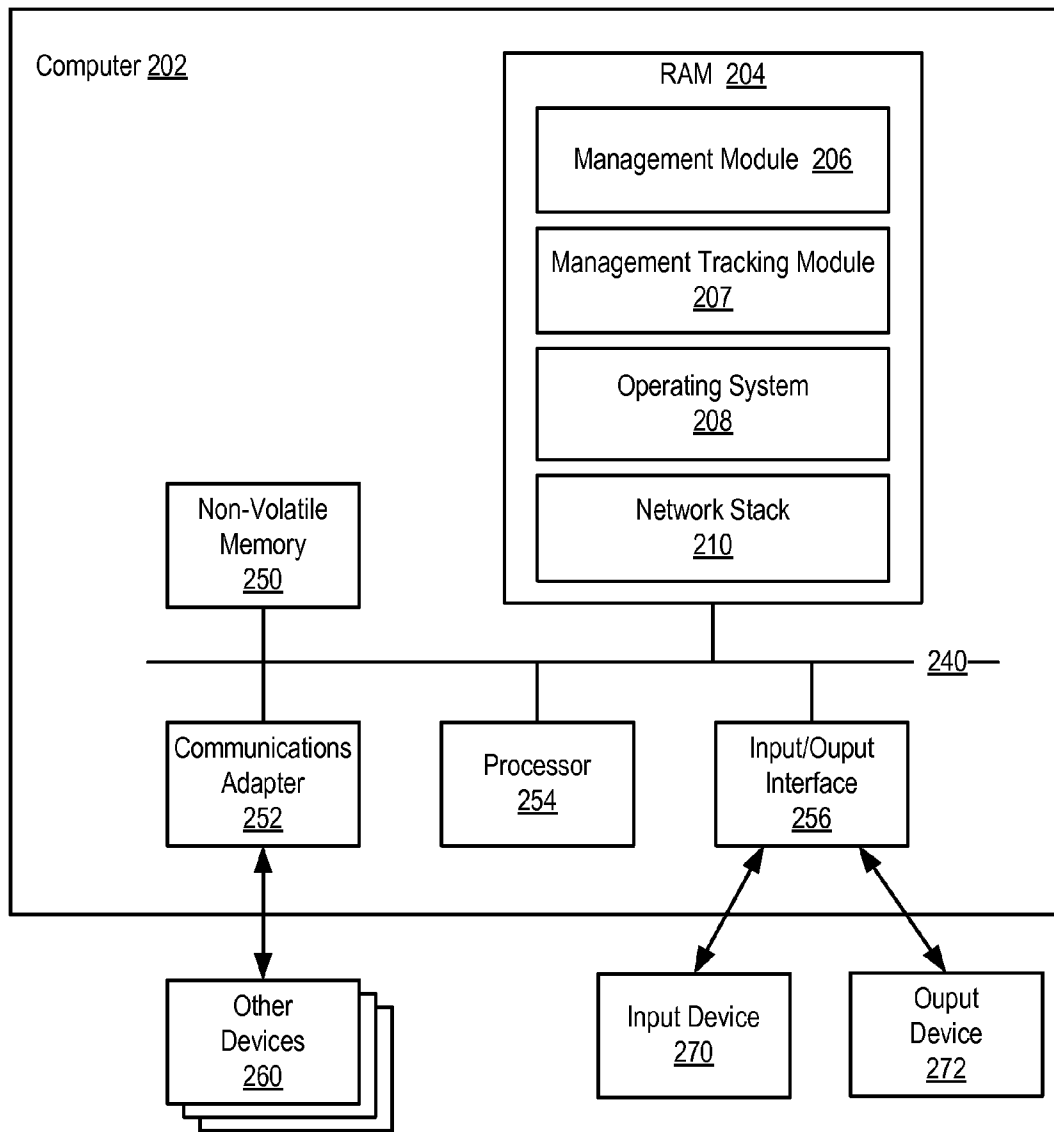 Computer 202
RAM 204
Management Module 206
Management Tracking Module
207
Operating System
208
Network Stack
210
Non-Volatile
Memory
250
240
Communications
Adapter
252
Processor
254
Input/Ouput
Interface
256
Other
Devices
260
Input Device
270
Ouput
Device
272